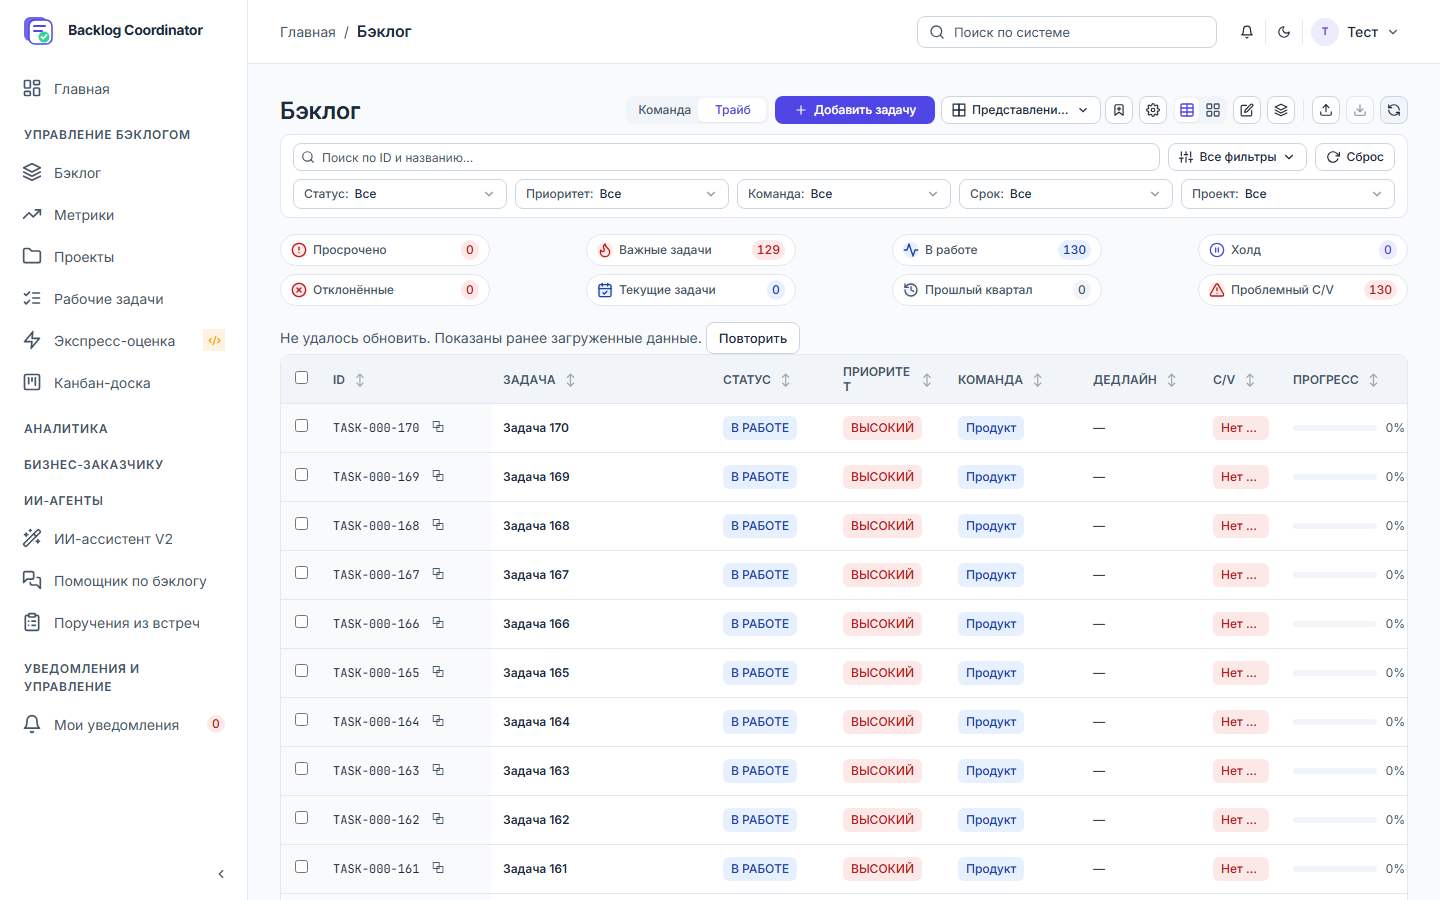 Backlog Coordinator
Главная / Бэклог
Поиск по системе
Т
Тест
Главная
УПРАВЛЕНИЕ БЭКЛОГОМ
Бэклог
Метрики
Проекты
Рабочие задачи
Экспресс-оценка
Канбан-доска
АНАЛИТИКА
БИЗНЕС-ЗАКАЗЧИКУ
ИИ-АГЕНТЫ
ИИ-ассистент V2
Помощник по бэклогу
Поручения из встреч
УВЕДОМЛЕНИЯ И
УПРАВЛЕНИЕ
Мои уведомления 0
Бэклог
Команда Трайб
+ Добавить задачу
Представлени...
Поиск по ID и названию...
Все фильтры
Сброс
Статус: Все
Приоритет: Все
Команда: Все
Срок: Все
Проект: Все
Просрочено 0
Важные задачи 129
В работе 130
Холд 0
Отклонённые 0
Текущие задачи 0
Прошлый квартал 0
Проблемный C/V 130
Не удалось обновить. Показаны ранее загруженные данные. Повторить
ID ЗАДАЧА СТАТУС ПРИОРИТЕ
Т КОМАНДА ДЕДЛАЙН C/V ПРОГРЕСС
TASK-000-170 Задача 170 В РАБОТЕ ВЫСОКИЙ Продукт — Нет ... 0%
TASK-000-169 Задача 169 В РАБОТЕ ВЫСОКИЙ Продукт — Нет ... 0%
TASK-000-168 Задача 168 В РАБОТЕ ВЫСОКИЙ Продукт — Нет ... 0%
TASK-000-167 Задача 167 В РАБОТЕ ВЫСОКИЙ Продукт — Нет ... 0%
TASK-000-166 Задача 166 В РАБОТЕ ВЫСОКИЙ Продукт — Нет ... 0%
TASK-000-165 Задача 165 В РАБОТЕ ВЫСОКИЙ Продукт — Нет ... 0%
TASK-000-164 Задача 164 В РАБОТЕ ВЫСОКИЙ Продукт — Нет ... 0%
TASK-000-163 Задача 163 В РАБОТЕ ВЫСОКИЙ Продукт — Нет ... 0%
TASK-000-162 Задача 162 В РАБОТЕ ВЫСОКИЙ Продукт — Нет ... 0%
TASK-000-161 Задача 161 В РАБОТЕ ВЫСОКИЙ Продукт — Нет ... 0%